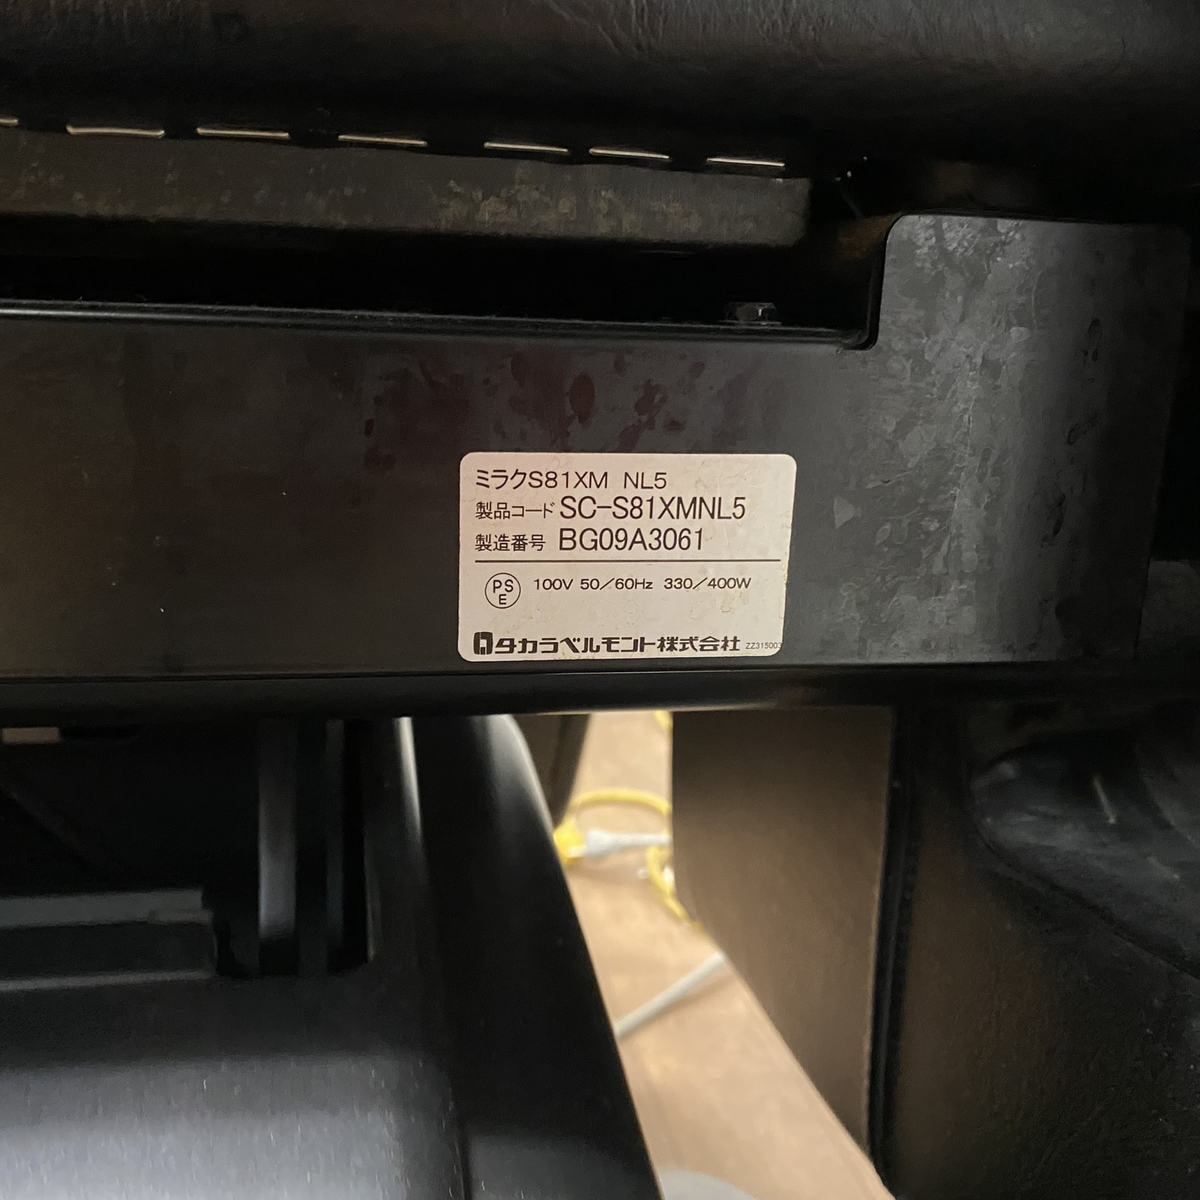 ミラクS81XM NL5
製品コード SC-S81XMNL5
製造番号 BG09A3061
PSE 100V 50/60Hz 330/400W
タカラベルモント株式会社 ZZ315003